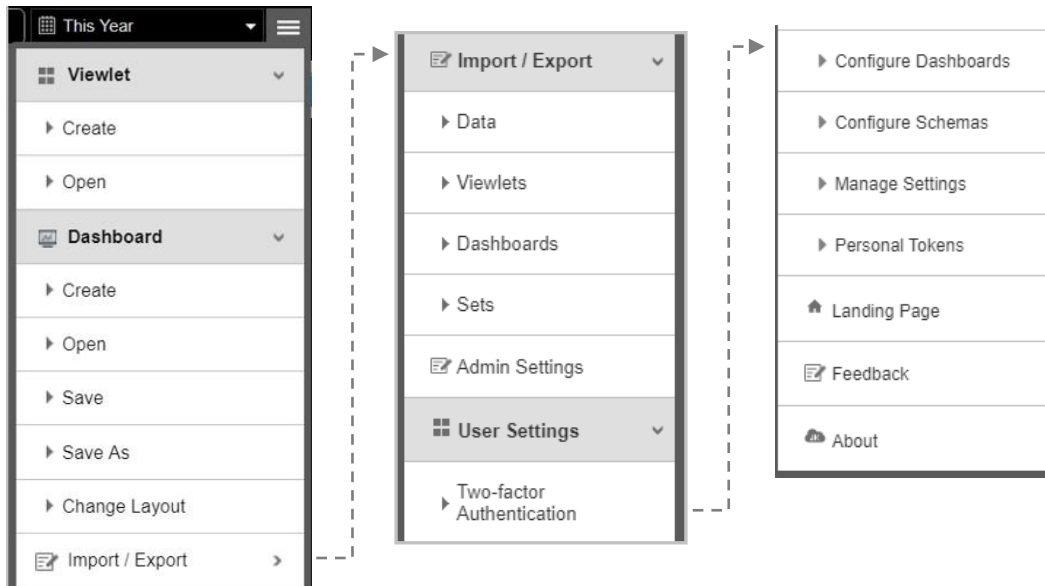 This Year
Viewlet
Create
Open
Dashboard
Create
Open
Save
Save As
Change Layout
Import / Export
Import / Export
Data
Viewlets
Dashboards
Sets
Admin Settings
User Settings
Two-factor
Authentication
Configure Dashboards
Configure Schemas
Manage Settings
Personal Tokens
Landing Page
Feedback
About